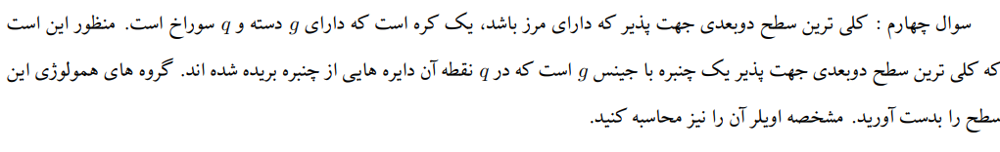 سوال چهارم : کلی ترین سطح دوبعدی جهت پذیر که دارای مرز باشد، یک کره است که دارای g دسته و q سوراخ است. منظور این است
که کلی ترین سطح دوبعدی جهت پذیر یک چنبره با جینس g است که در q نقطه آن دایره هایی از چنبره بریده شده اند. گروه های همولوژی این
سطح را بدست آورید. مشخصه اویلر آن را نیز محاسبه کنید.